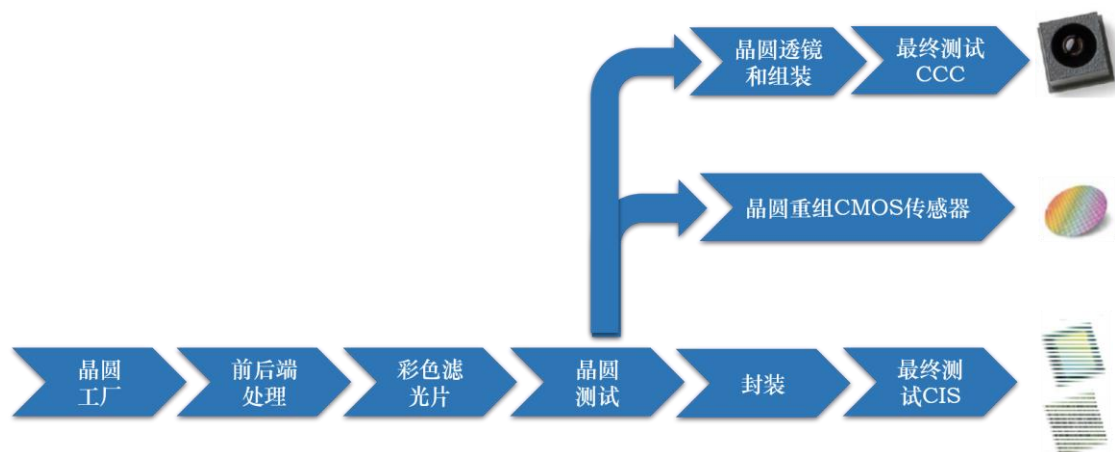 晶圆透镜
和组装
最终测试
CCC
晶圆重组CMOS传感器
晶圆
工厂
前后端
处理
彩色滤
光片
晶圆
测试
封装
最终测
试CIS